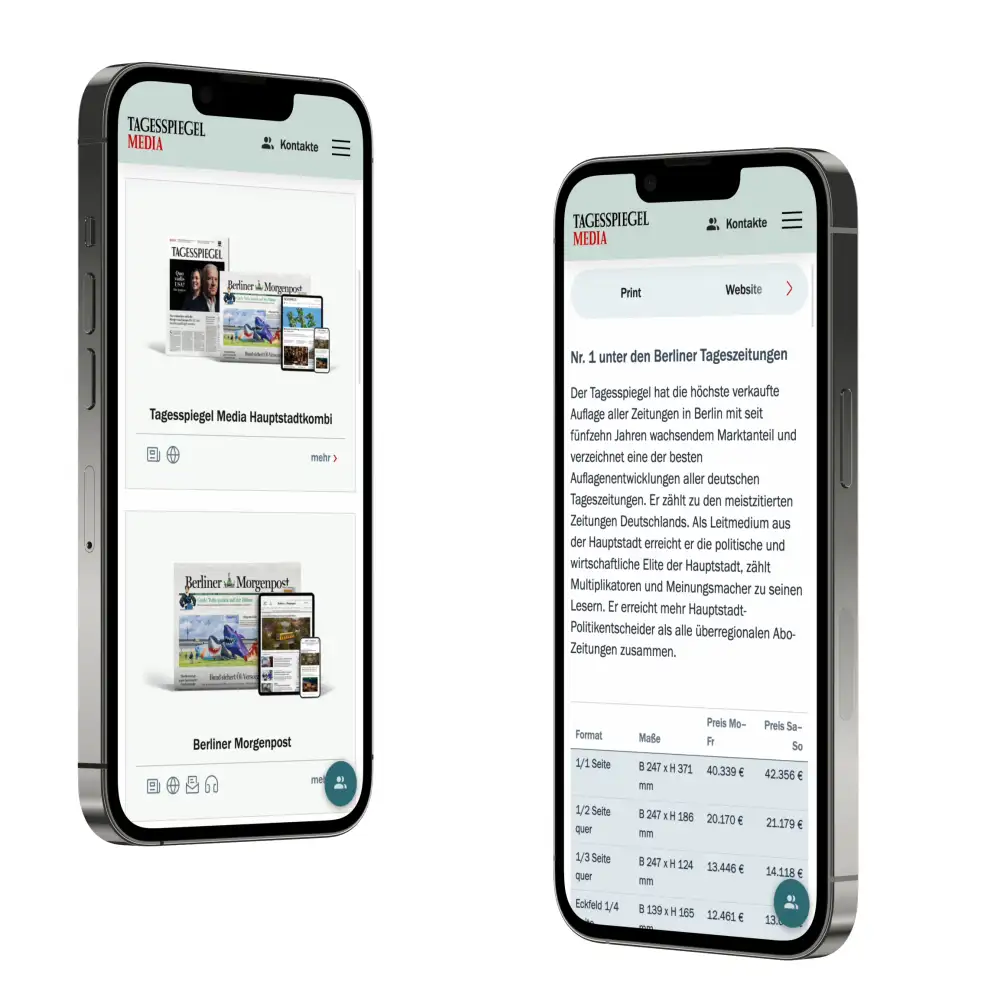 TAGESSPIEGEL
MEDIA
Kontakte
TAGESSPIEGEL
Berliner Morgenpost
Tagesspiegel Media Hauptstadtkombi
mehr
Berliner Morgenpost
Berliner Morgenpost
TAGESSPIEGEL
MEDIA
Kontakte
Print
Website
Nr. 1 unter den Berliner Tageszeitungen
Der Tagesspiegel hat die höchste verkaufte
Auflage aller Zeitungen in Berlin mit seit
fünfzehn Jahren wachsendem Marktanteil und
verzeichnet eine der besten
Auflagenentwicklungen aller deutschen
Tageszeitungen. Er zählt zu den meistzitierten
Zeitungen Deutschlands. Als Leitmedium aus
der Hauptstadt erreicht er die politische und
wirtschaftliche Elite der Hauptstadt, zählt
Multiplikatoren und Meinungsmacher zu seinen
Lesern. Er erreicht mehr Hauptstadt-
Politikentscheider als alle überregionalen Abo-
Zeitungen zusammen.
Format Maße Preis Mo–Fr Preis Sa–So
1/1 Seite B 247 x H 371 mm 40.339 € 42.356 €
1/2 Seite quer B 247 x H 186 mm 20.170 € 21.179 €
1/3 Seite quer B 247 x H 124 mm 13.446 € 14.118 €
Eckfeld 1/4 B 139 x H 165 12.461 €